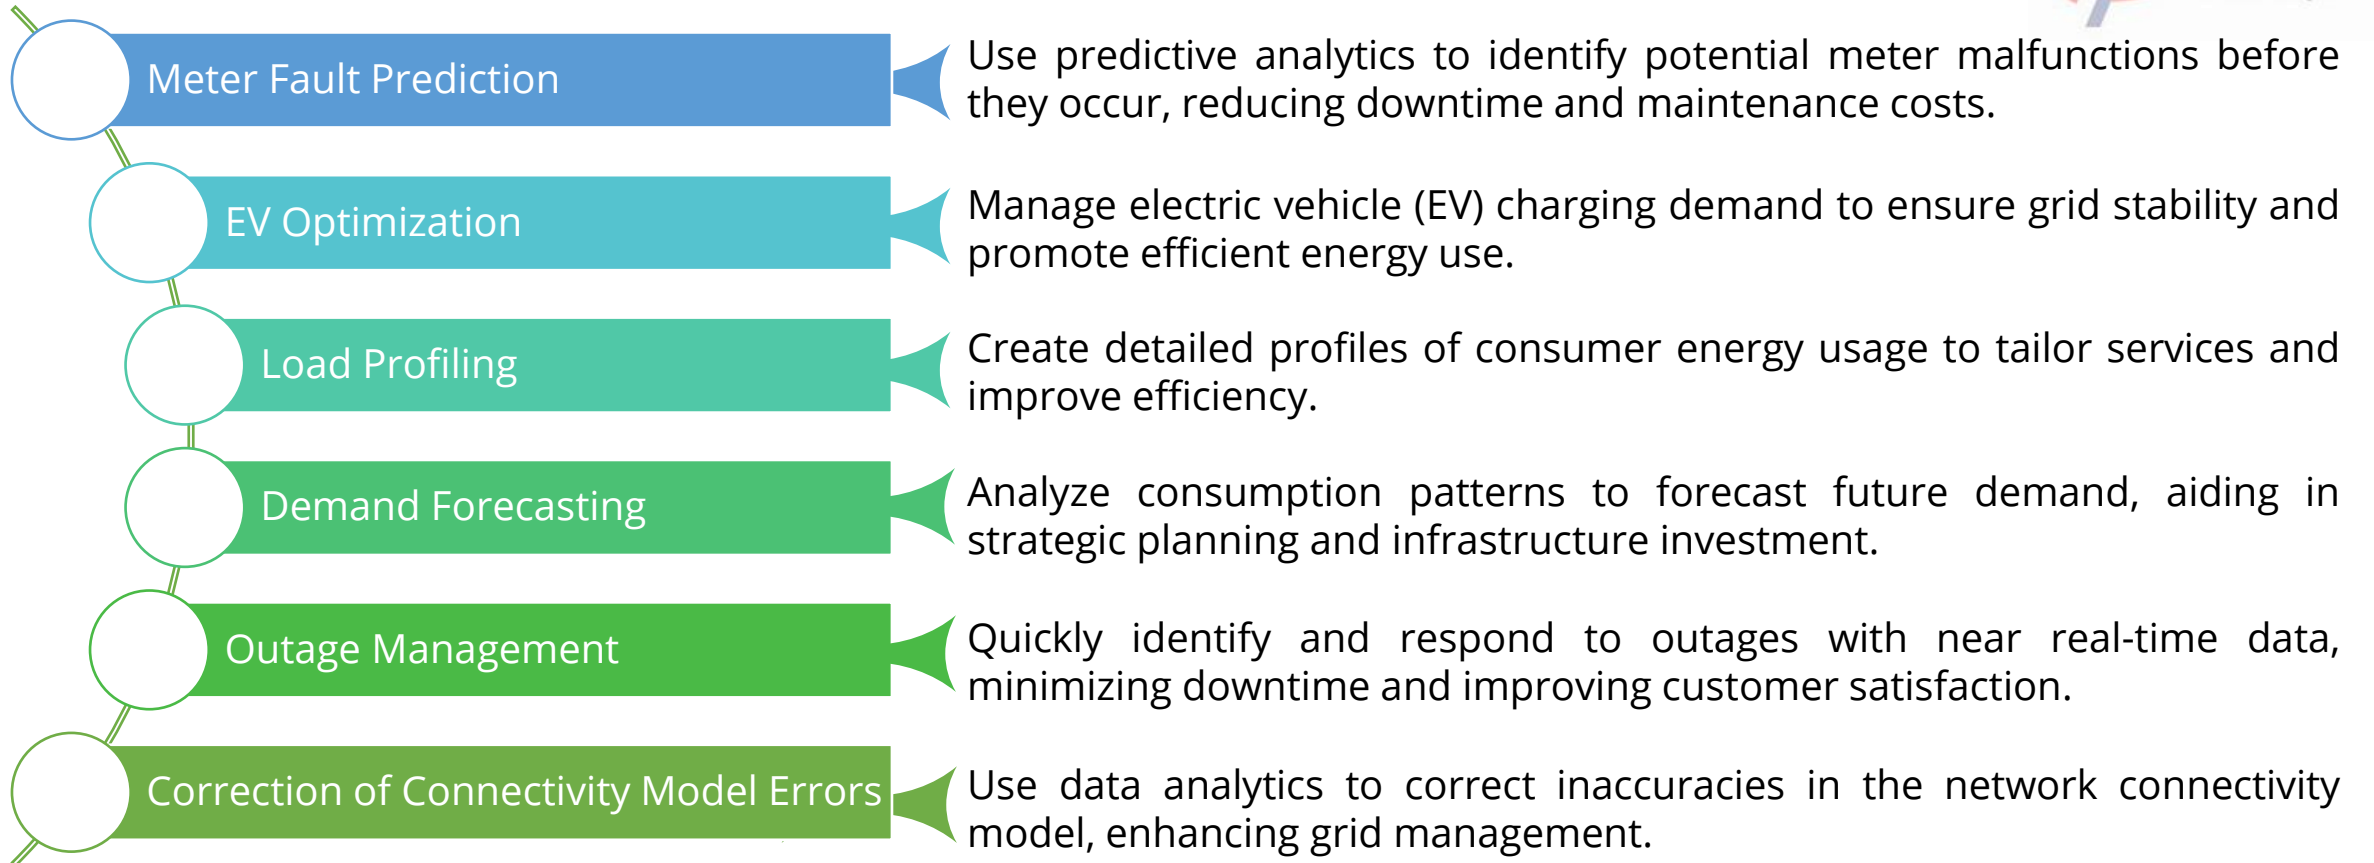 Meter Fault Prediction
Use predictive analytics to identify potential meter malfunctions before
they occur, reducing downtime and maintenance costs.
EV Optimization
Manage electric vehicle (EV) charging demand to ensure grid stability and
promote efficient energy use.
Load Profiling
Create detailed profiles of consumer energy usage to tailor services and
improve efficiency.
Demand Forecasting
Analyze consumption patterns to forecast future demand, aiding in
strategic planning and infrastructure investment.
Outage Management
Quickly identify and respond to outages with near real-time data,
minimizing downtime and improving customer satisfaction.
Correction of Connectivity Model Errors
Use data analytics to correct inaccuracies in the network connectivity
model, enhancing grid management.